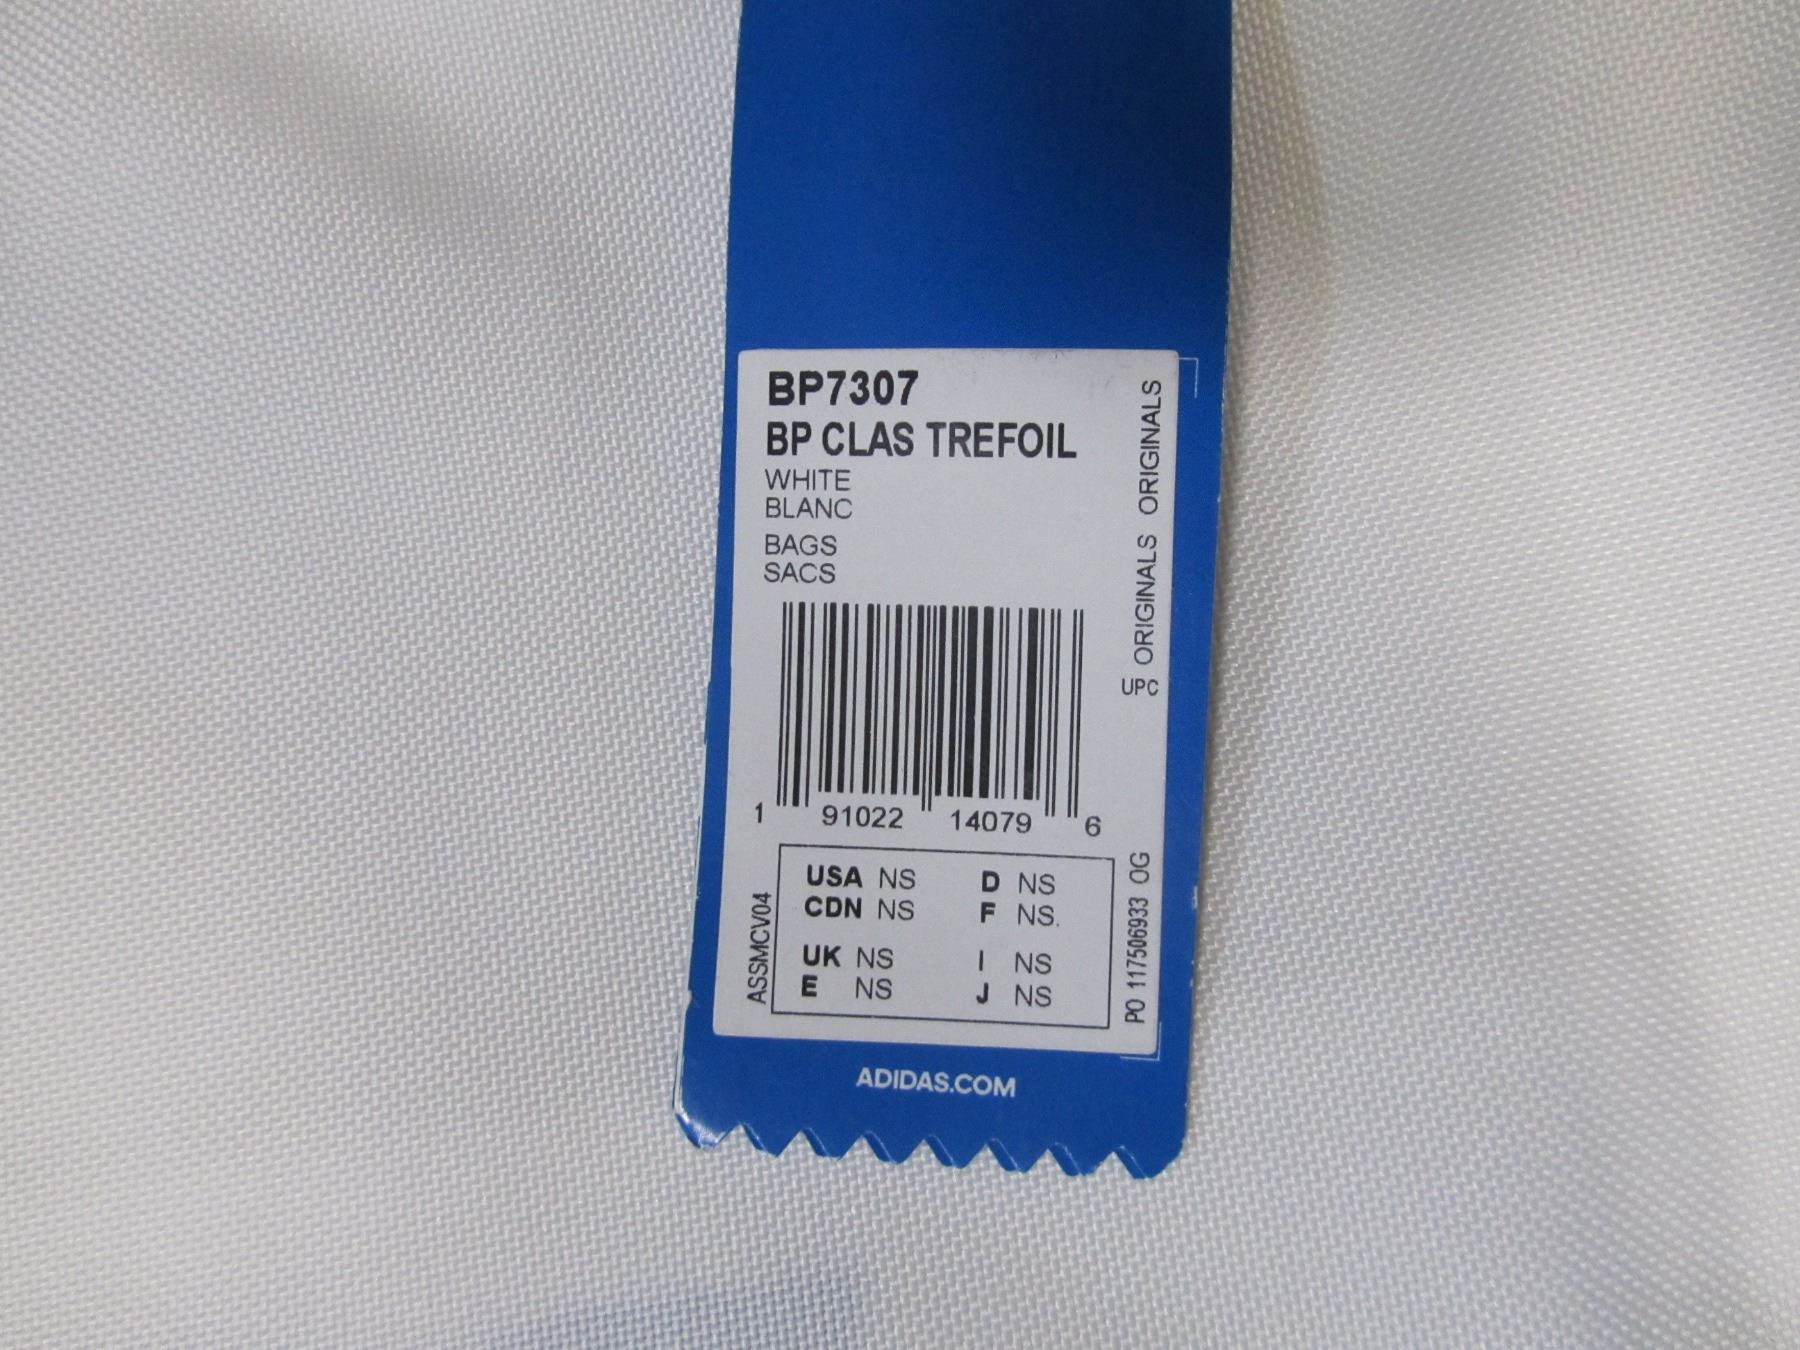 BP7307
BP CLAS TREFOIL
WHITE
BLANC
BAGS
SACS
UPC ORIGINALS ORIGINALS
1 91022 14079 6
USA NS D NS
CDN NS F NS.
UK NS I NS
E NS J NS
ASSMCV04
PO 117506933 OG
ADIDAS.COM